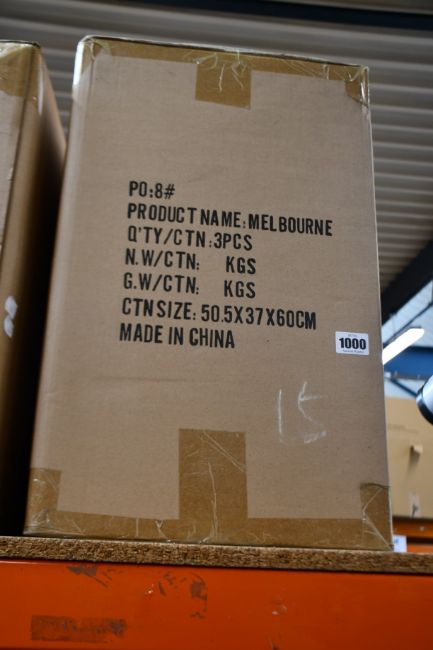 PO:8#
PRODUCT NAME: MELBOURNE
Q'TY/CTN :3PCS
N.W/CTN: KGS
G.W/CTN: KGS
CTN SIZE: 50.5X37X60CM
MADE IN CHINA
1000
15